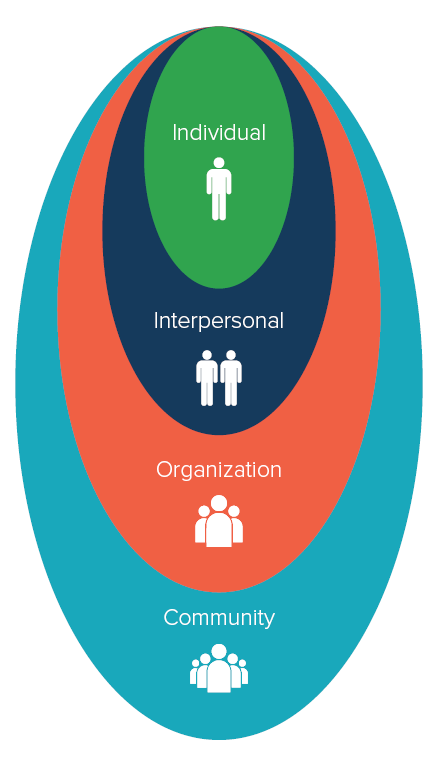 Individual
Interpersonal
Organization
Community